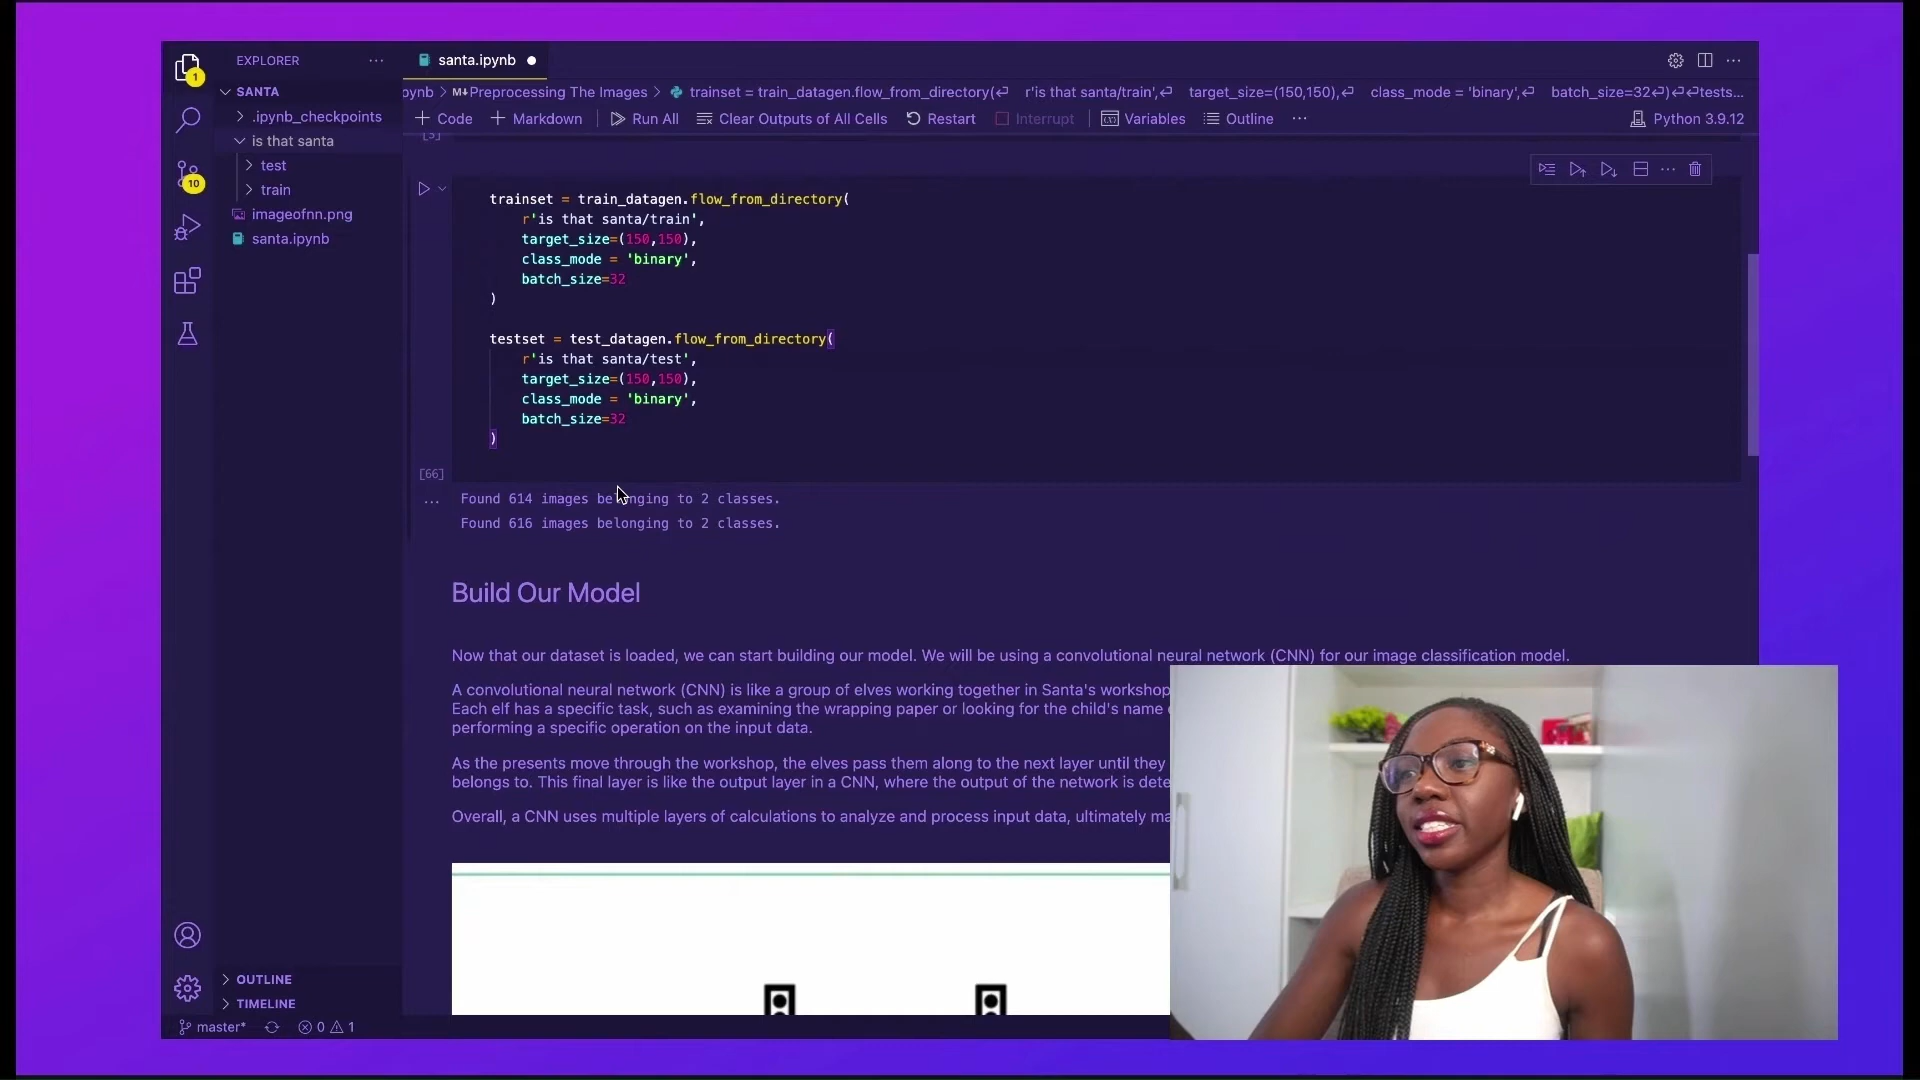 EXPLORER
santa.ipynb
1
SANTA
.ipynb_checkpoints
is that santa
test
train
imageofnn.png
santa.ipynb
10
OUTLINE
TIMELINE
master*
0
1
ipynb > M↓Preprocessing The Images > trainset = train_datagen.flow_from_directory(↵ r'is that santa/train',↵ target_size=(150,150),↵ class_mode = 'binary',↵ batch_size=32↵)↵↵tests...
+ Code + Markdown Run All Clear Outputs of All Cells Restart Interrupt Variables Outline ... Python 3.9.12
trainset = train_datagen.flow_from_directory(
r'is that santa/train',
target_size=(150,150),
class_mode = 'binary',
batch_size=32
)
testset = test_datagen.flow_from_directory(
r'is that santa/test',
target_size=(150,150),
class_mode = 'binary',
batch_size=32
)
[66]
Found 614 images belonging to 2 classes.
Found 616 images belonging to 2 classes.
Build Our Model
Now that our dataset is loaded, we can start building our model. We will be using a convolutional neural network (CNN) for our image classification model.
A convolutional neural network (CNN) is like a group of elves working together in Santa's workshop
Each elf has a specific task, such as examining the wrapping paper or looking for the child's name
performing a specific operation on the input data.
As the presents move through the workshop, the elves pass them along to the next layer until they
belongs to. This final layer is like the output layer in a CNN, where the output of the network is dete
Overall, a CNN uses multiple layers of calculations to analyze and process input data, ultimately ma